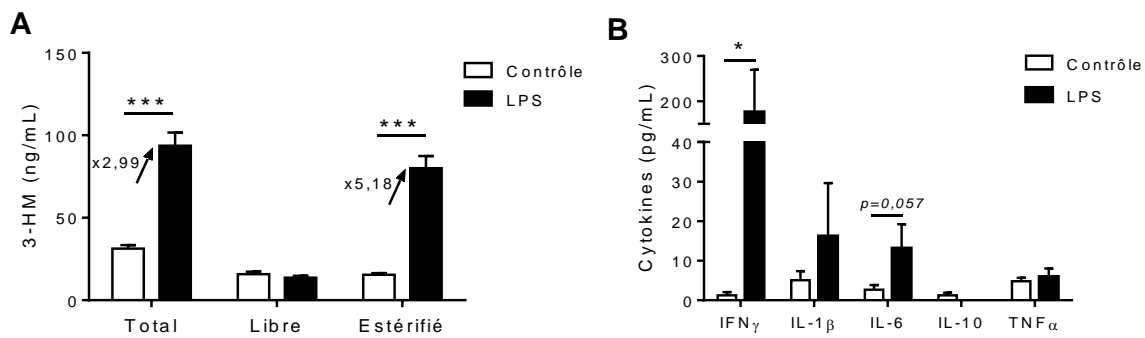 A
3-HM (ng/mL)
150
100
50
0
***
***
x2,99
x5,18
Contrôle
LPS
Total Libre Estérifié
B
Cytokines (pg/mL)
300
200
40
30
20
10
0
*
p=0,057
Contrôle
LPS
IFNγ IL-1β IL-6 IL-10 TNFα